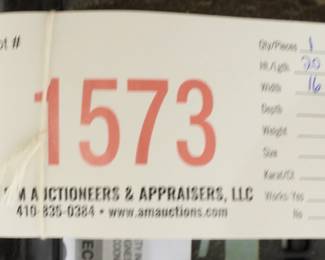 ot #
1573
M AUCTIONEERS & APPRAISERS, LLC
410-835-0384 • www.amauctions.com
Qty/Pieces 1
Ht./Lgth. 20
Width 16
Depth
Weight
Size
Karat/Ct
Works - Yes
No